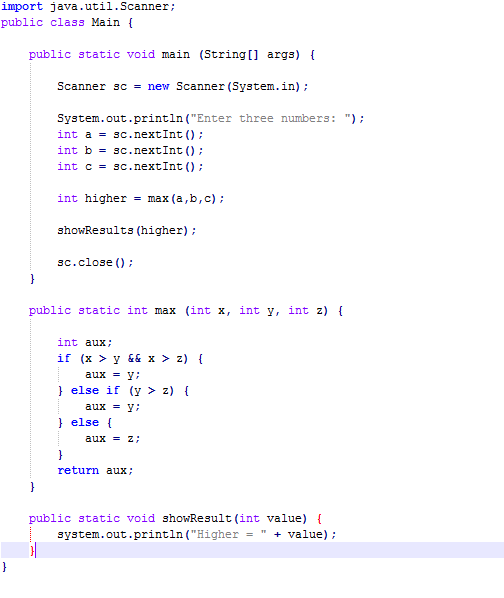 import java.util.Scanner;
public class Main {
public static void main (String[] args) {
Scanner sc = new Scanner(System.in);
System.out.println("Enter three numbers: ");
int a = sc.nextInt();
int b = sc.nextInt();
int c = sc.nextInt();
int higher = max(a,b,c);
showResults(higher);
sc.close();
}
public static int max (int x, int y, int z) {
int aux;
if (x > y && x > z) {
aux = y;
} else if (y > z) {
aux = y;
} else {
aux = z;
}
return aux;
}
public static void showResult(int value) {
system.out.println("Higher = " + value);
}
}